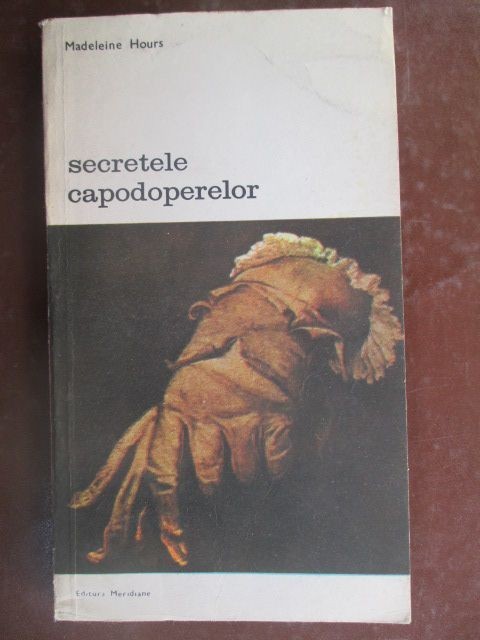 Madeleine Hours
secretele
capodoperelor
Editura Meridiane